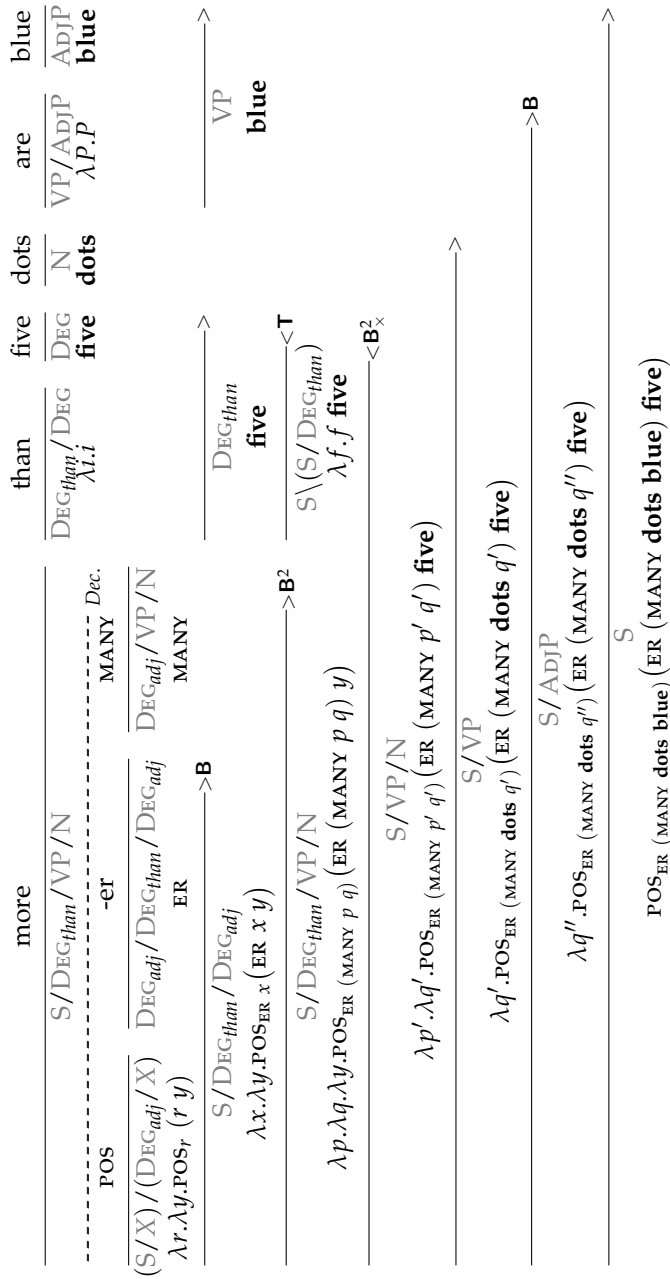 more than five dots are blue
S/DEG_than/VP/N DEG_than/DEG DEG N VP/ADJP ADJP
λi.i five dots λP.P blue
Dec.
POS -er MANY
(S/X)/(DEG_adj/X) DEG_adj/DEG_than/DEG_adj DEG_adj/VP/N
λr.λy.POS_r (r y) ER MANY
>B > >
S/DEG_than/DEG_adj DEG_than VP
λx.λy.POS_ER x (ER x y) five blue
>B² <T
S/DEG_than/VP/N S\(S/DEG_than)
λp.λq.λy.POS_ER (MANY p q) (ER (MANY p q) y) λf.f five
<B²×
S/VP/N
λp′.λq′.POS_ER (MANY p′ q′) (ER (MANY p′ q′) five)
>
S/VP
λq′.POS_ER (MANY dots q′) (ER (MANY dots q′) five)
>B
S/ADJP
λq″.POS_ER (MANY dots q″) (ER (MANY dots q″) five)
>
S
POS_ER (MANY dots blue) (ER (MANY dots blue) five)